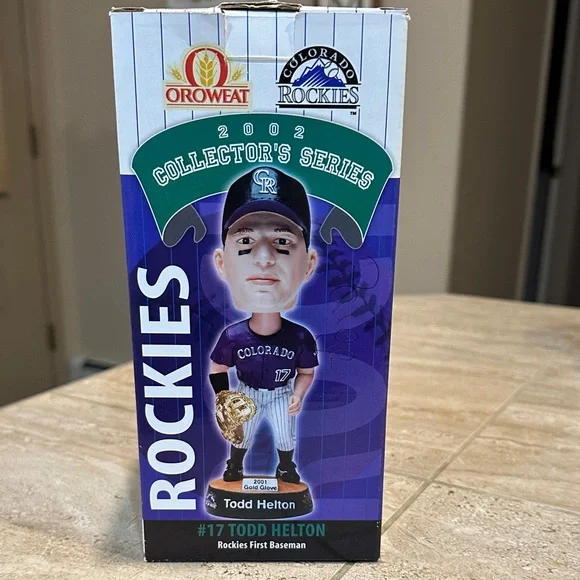 OROWEAT
COLORADO
ROCKIES
TM
2002
COLLECTOR'S SERIES
CR
ROCKIES
COLORADO
17
2001
Gold Glove
Todd Helton
#17 TODD HELTON
Rockies First Baseman